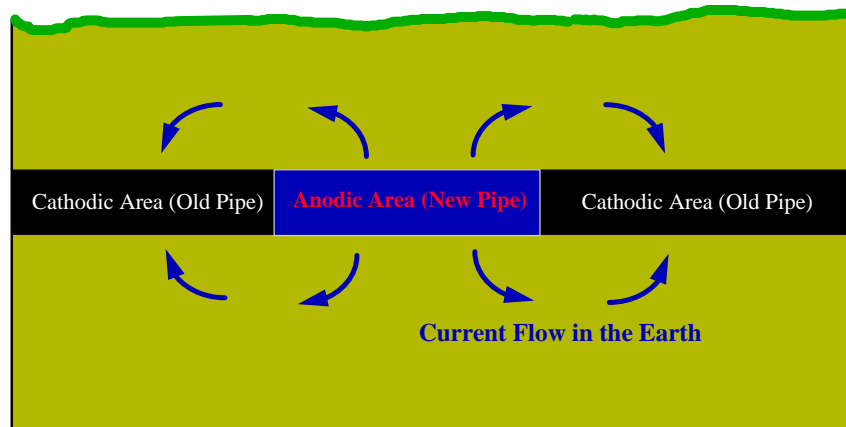 Cathodic Area (Old Pipe)
Anodic Area (New Pipe)
Cathodic Area (Old Pipe)
Current Flow in the Earth